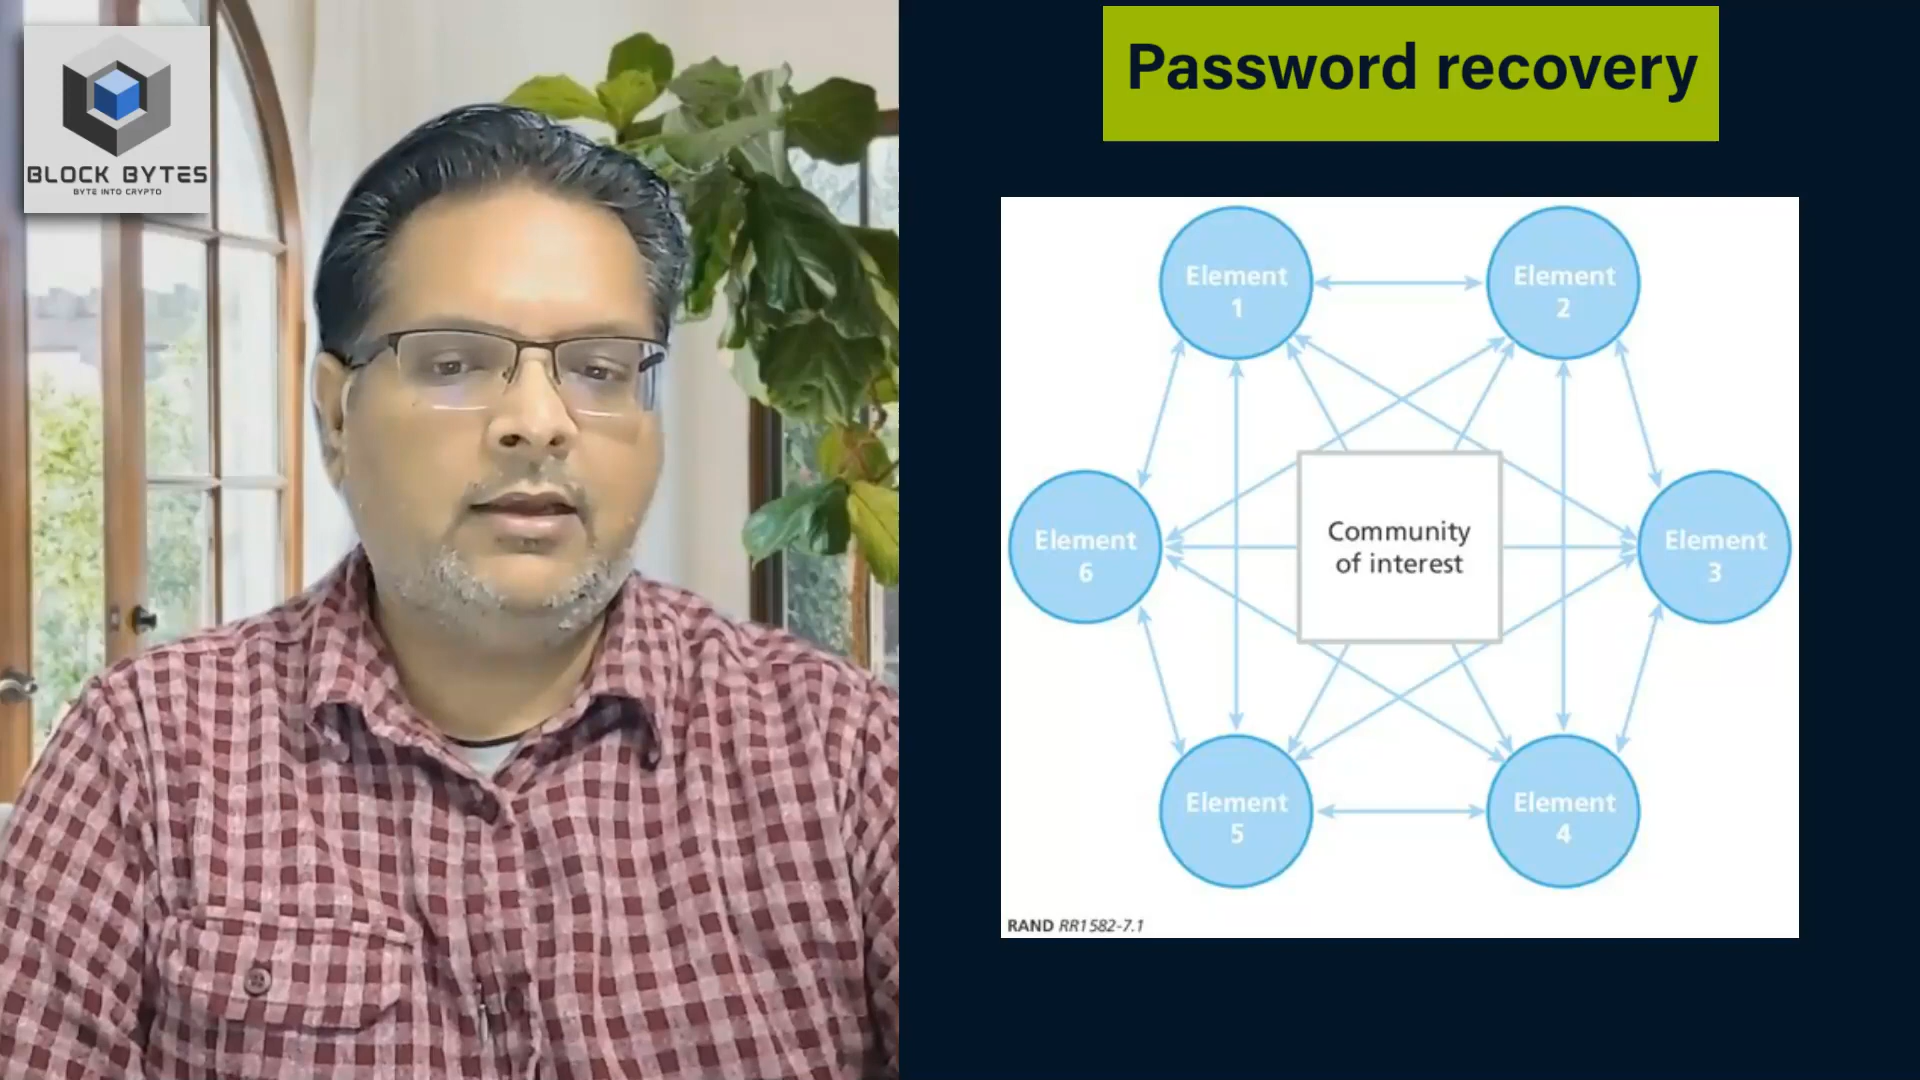 BLOCK BYTES
BYTE INTO CRYPTO
Password recovery
Element
1
Element
2
Element
6
Community
of interest
Element
3
Element
5
Element
4
RAND RR1582-7.1